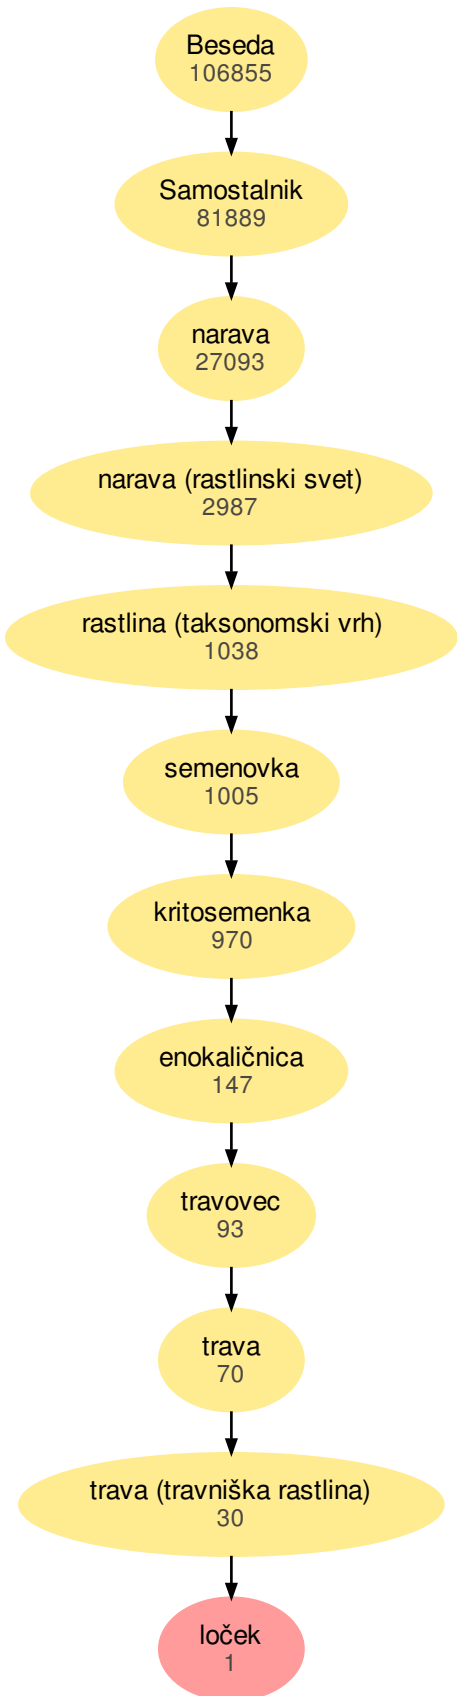 Beseda
106855
Samostalnik
81889
narava
27093
narava (rastlinski svet)
2987
rastlina (taksonomski vrh)
1038
semenovka
1005
kritosemenka
970
enokaličnica
147
travovec
93
trava
70
trava (travniška rastlina)
30
loček
1